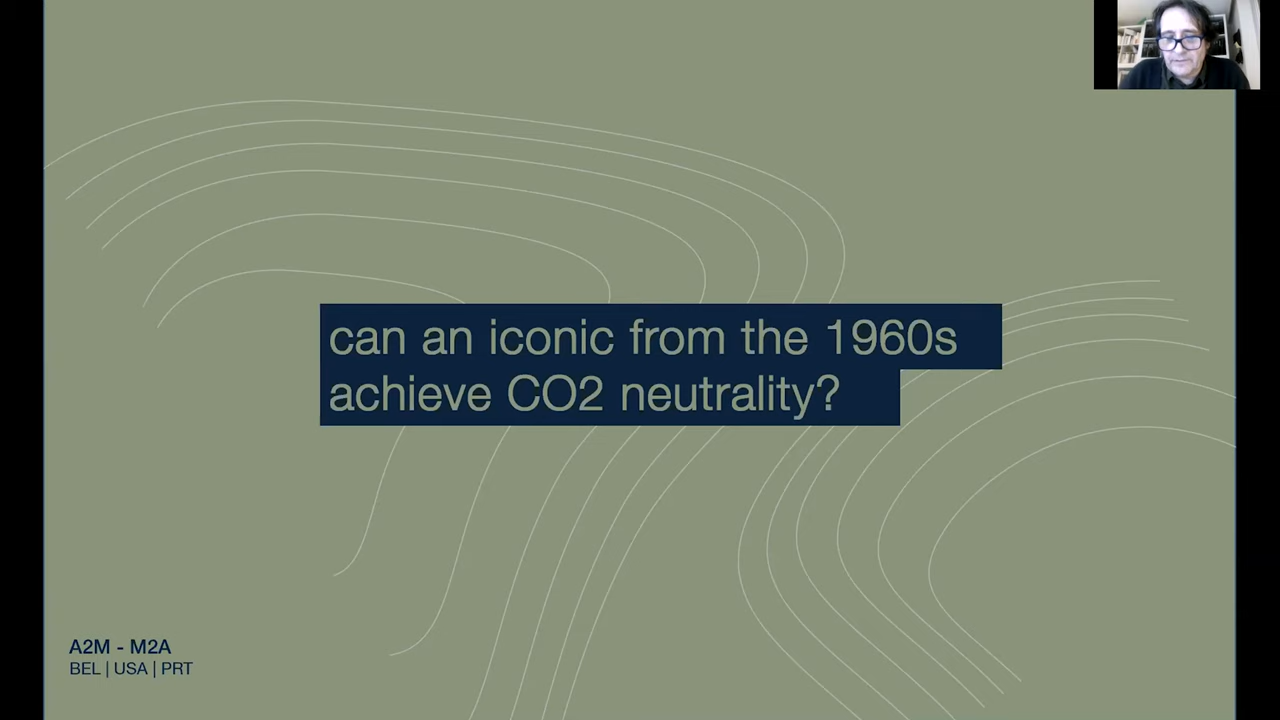 can an iconic from the 1960s
achieve CO2 neutrality?
A2M - M2A
BEL | USA | PRT